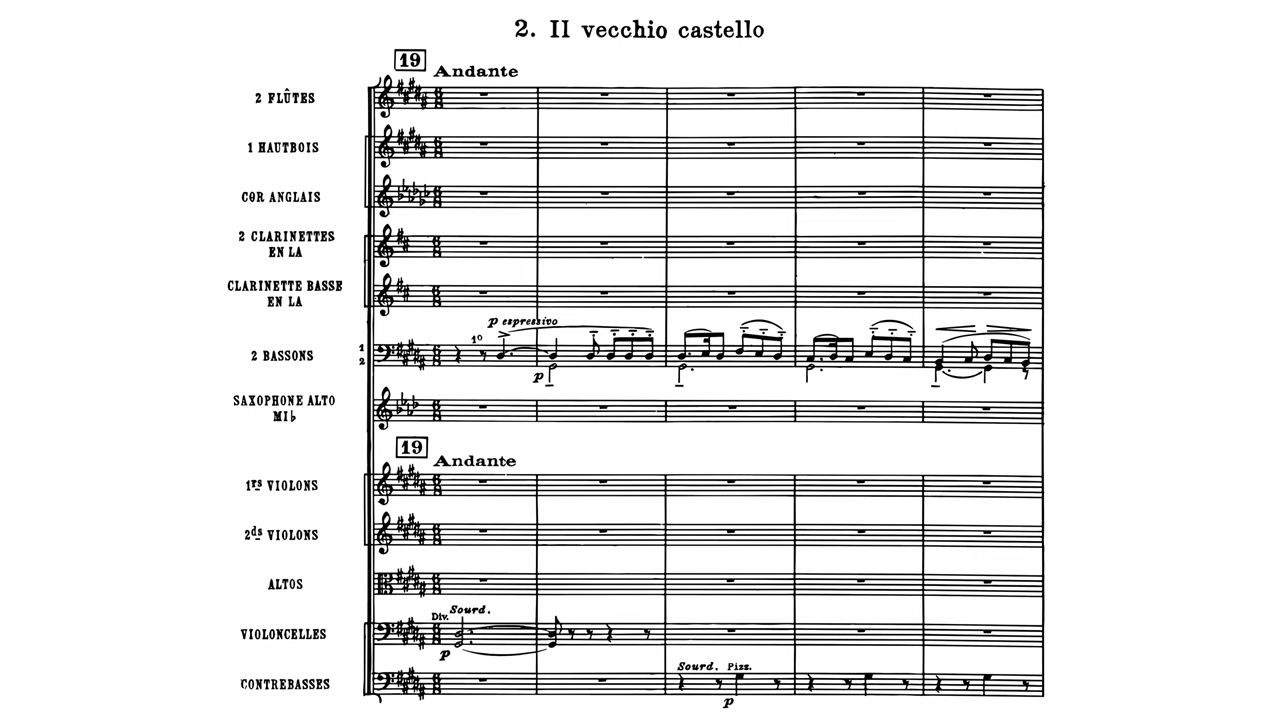 2. Il vecchio castello
19
Andante
2 FLÛTES
1 HAUTBOIS
COR ANGLAIS
2 CLARINETTES
EN LA
CLARINETTE BASSE
EN LA
p espressivo
1º
2 BASSONS
1
2
p
SAXOPHONE ALTO
MI♭
19
Andante
1rs VIOLONS
2ds VIOLONS
ALTOS
Div. Sourd.
VIOLONCELLES
p
Sourd. Pizz.
CONTREBASSES
p